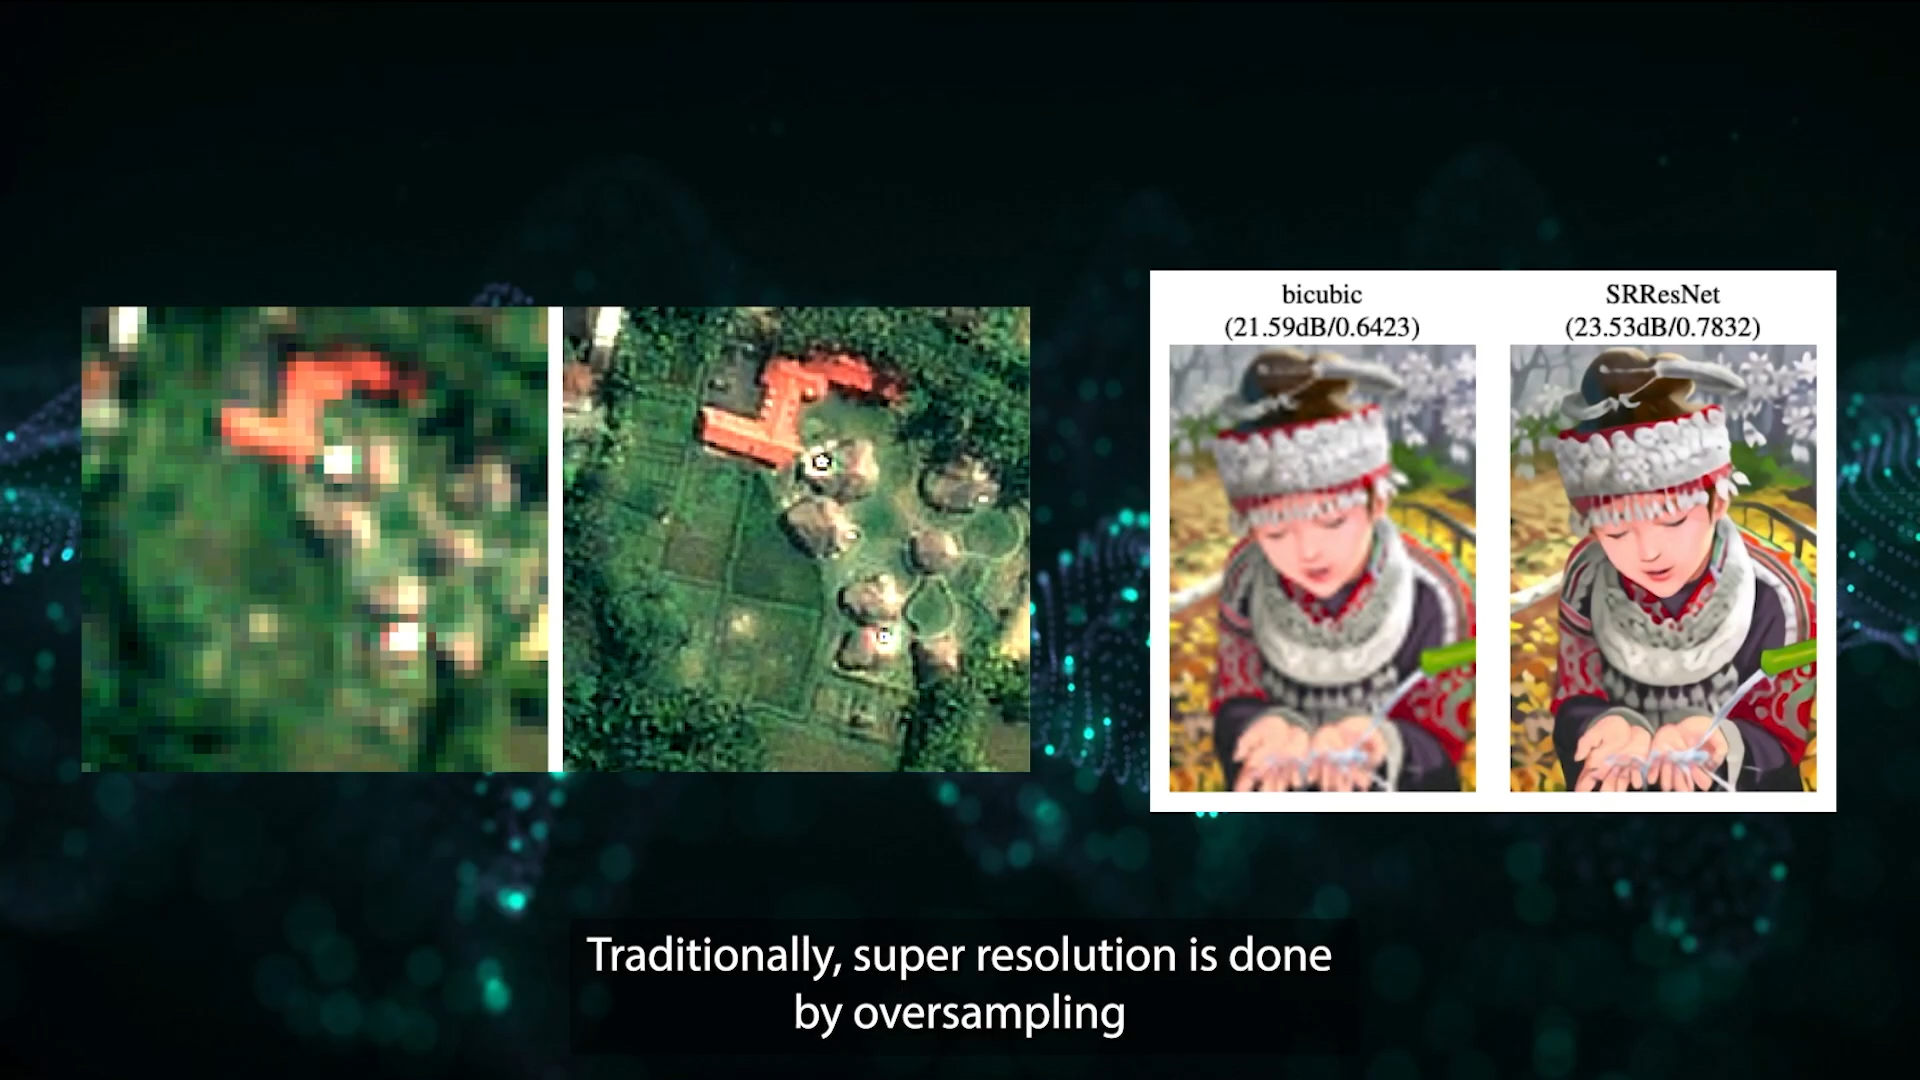 bicubic
(21.59dB/0.6423)
SRResNet
(23.53dB/0.7832)
Traditionally, super resolution is done
by oversampling